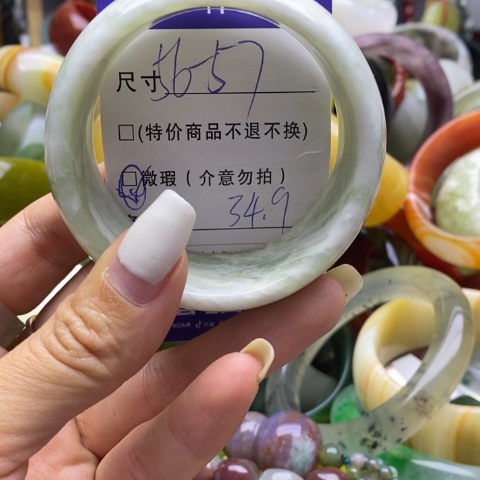 尺寸 56-57
□(特价商品不退不换)
□微瑕(介意勿拍)
34.9